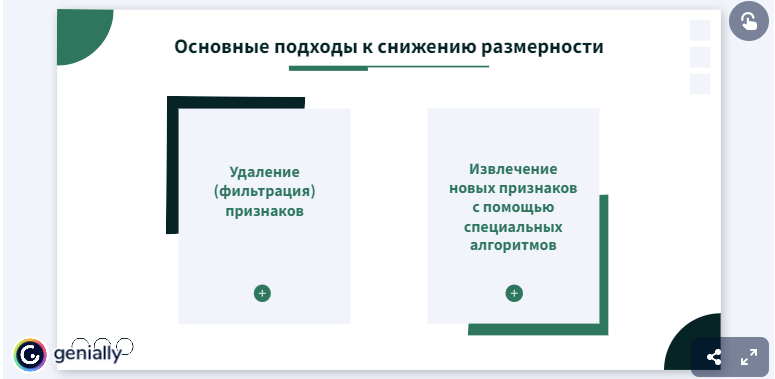 Основные подходы к снижению размерности
Удаление
(фильтрация)
признаков
Извлечение
новых признаков
с помощью
специальных
алгоритмов
genially